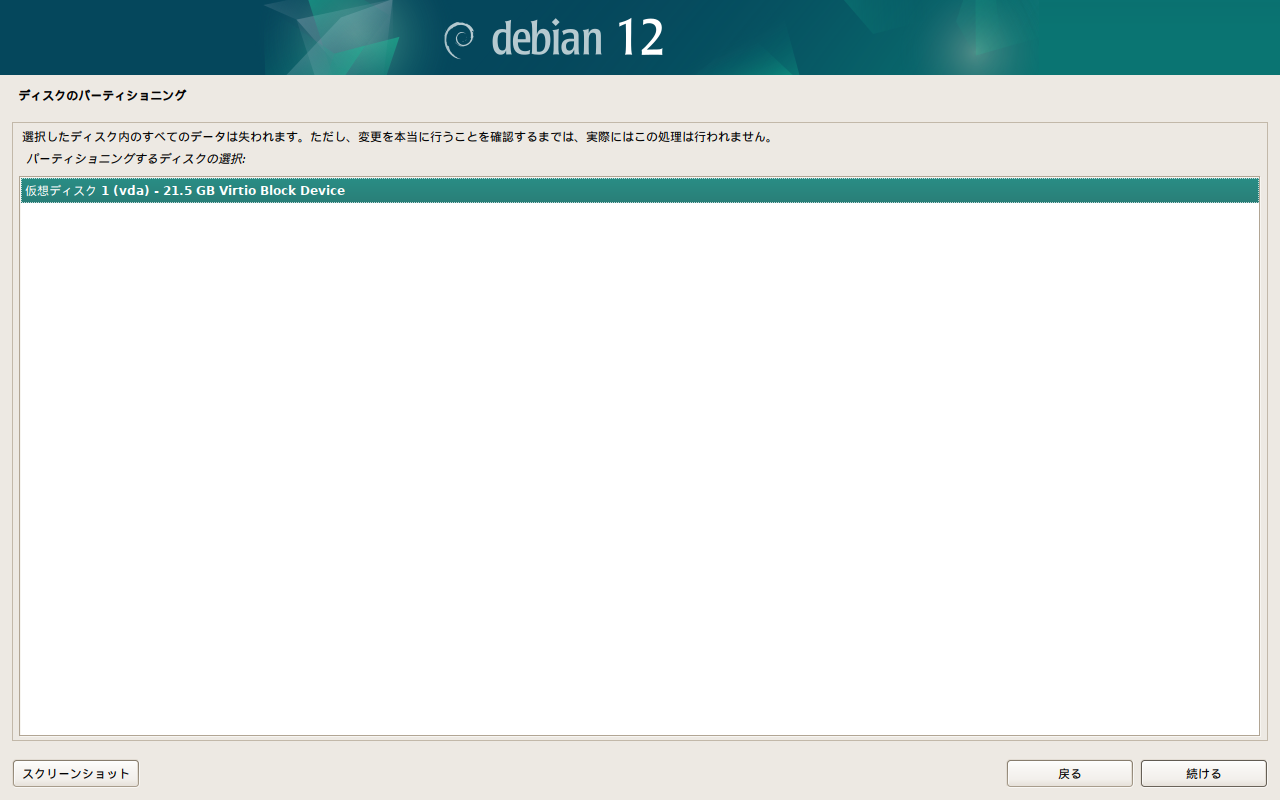 debian 12
ディスクのパーティショニング
選択したディスク内のすべてのデータは失われます。ただし、変更を本当に行うことを確認するまでは、実際にはこの処理は行われません。
パーティショニングするディスクの選択:
仮想ディスク 1 (vda) - 21.5 GB Virtio Block Device
スクリーンショット
戻る
続ける